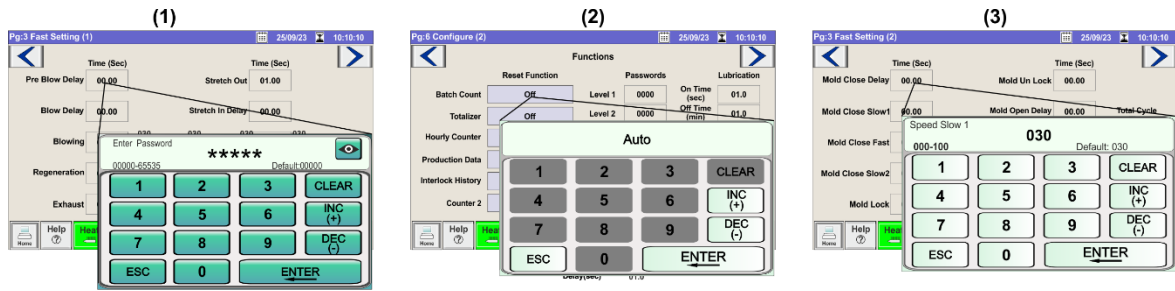 (1)
Pg:3 Fast Setting (1) 25/09/23 10:10:10
Time (Sec) Time (Sec)
Pre Blow Delay 00.00 Stretch Out 01.00
Blow Delay 00.00 Stretch In Delay 00.00
Blowing 030 030 030 030
Regeneration
Exhaust
Home Help Hea
Enter Password
*****
00000-65535 Default:00000
1 2 3 CLEAR
4 5 6 INC (+)
7 8 9 DEC (-)
ESC 0 ENTER
(2)
Pg:6 Configure (2) 25/09/23 10:10:10
Functions
Reset Function Passwords Lubrication
Batch Count Off Level 1 0000 On Time (sec) 01.0
Totalizer Off Level 2 0000 Off Time (min) 01.0
Hourly Counter
Production Data
Interlock History
Counter 2
Home Help Hea
Auto
1 2 3 CLEAR
4 5 6 INC (+)
7 8 9 DEC (-)
ESC 0 ENTER
Delay(sec) 01.0
(3)
Pg:3 Fast Setting (2) 25/09/23 10:10:10
Time (Sec) Time (Sec)
Mold Close Delay 00.00 Mold Un Lock 00.00
Mold Close Slow1 00.00 Mold Open Delay 00.00 Total Cycle
Mold Close Fast
Mold Close Slow2
Mold Lock
Home Help Hea
Speed Slow 1
030
000-100 Default: 030
1 2 3 CLEAR
4 5 6 INC (+)
7 8 9 DEC (-)
ESC 0 ENTER